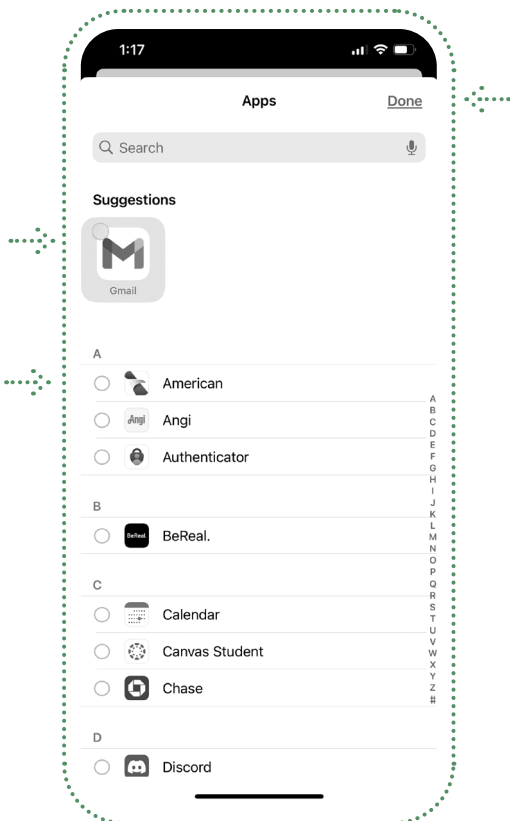 1:17
Apps
Done
Search
Suggestions
Gmail
A
American
Angi
Angi
Authenticator
B
BeReal.
BeReal.
C
Calendar
Canvas Student
Chase
D
Discord
A
B
C
D
E
F
G
H
I
J
K
L
M
N
O
P
Q
R
S
T
U
V
W
X
Y
Z
#